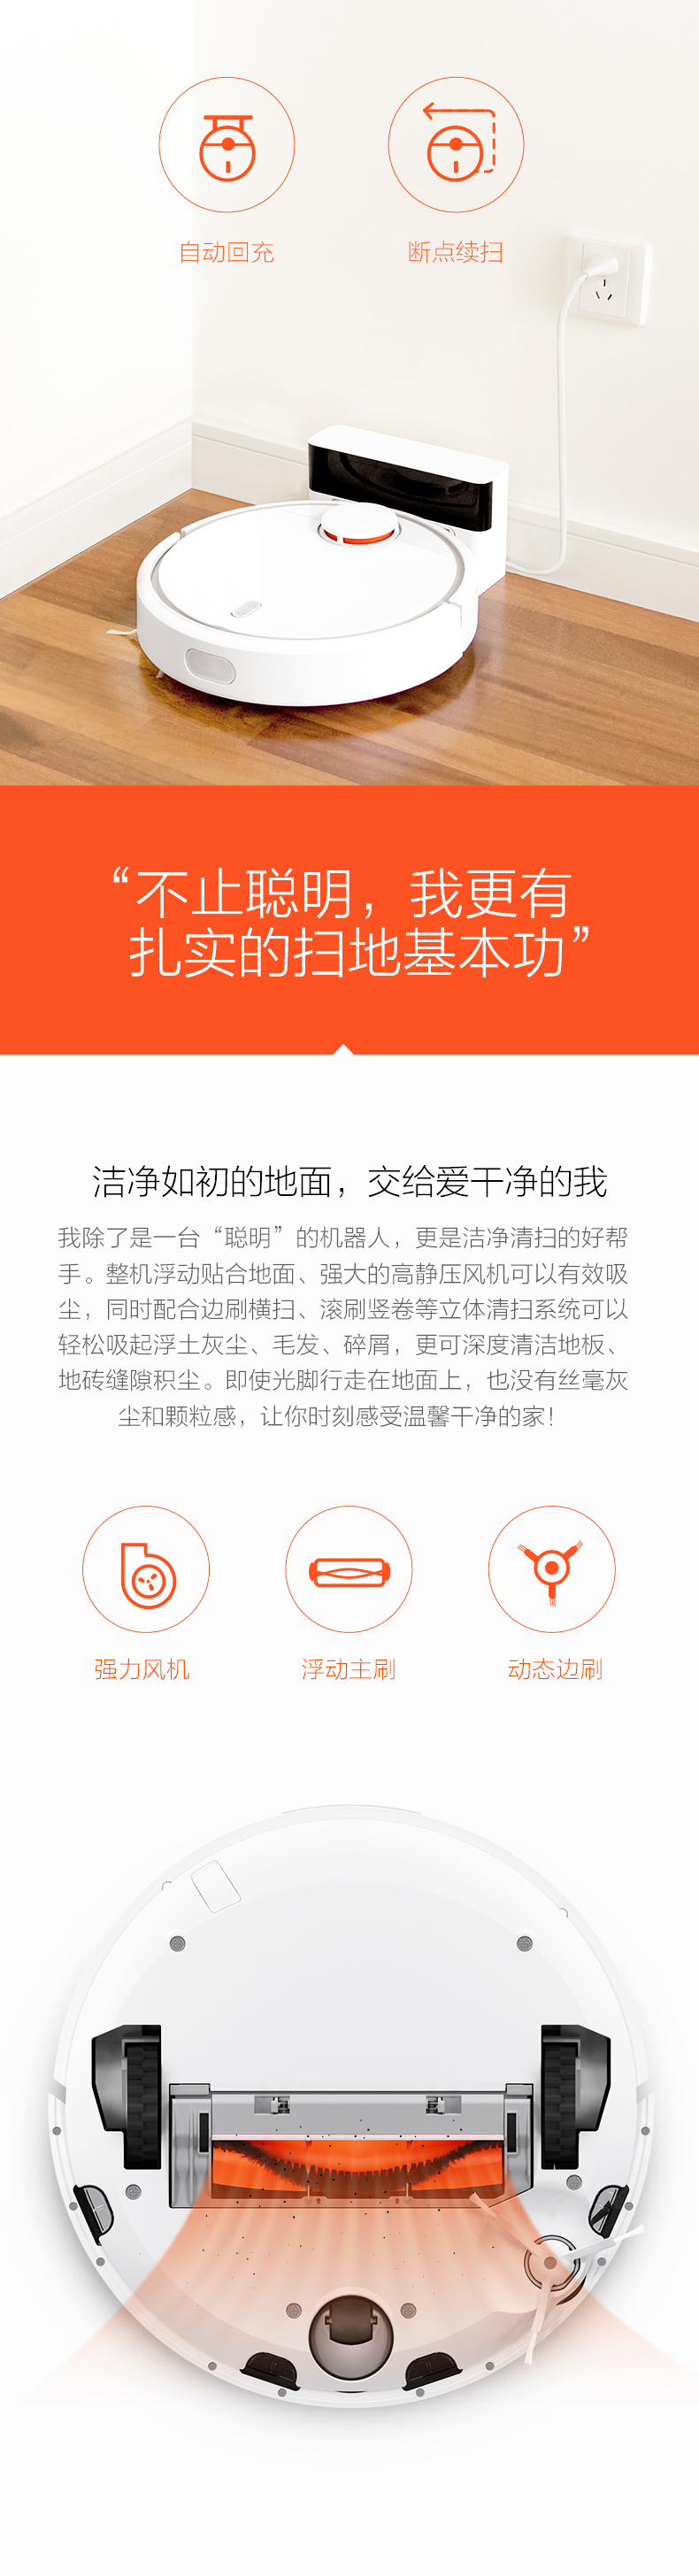 自动回充
断点续扫
“不止聪明，我更有
扎实的扫地基本功”
洁净如初的地面，交给爱干净的我
我除了是一台“聪明”的机器人，更是洁净清扫的好帮
手。整机浮动贴合地面、强大的高静压风机可以有效吸
尘，同时配合边刷横扫、滚刷竖卷等立体清扫系统可以
轻松吸起浮土灰尘、毛发、碎屑，更可深度清洁地板、
地砖缝隙积尘。即使光脚行走在地面上，也没有丝毫灰
尘和颗粒感，让你时刻感受温馨干净的家！
强力风机
浮动主刷
动态边刷